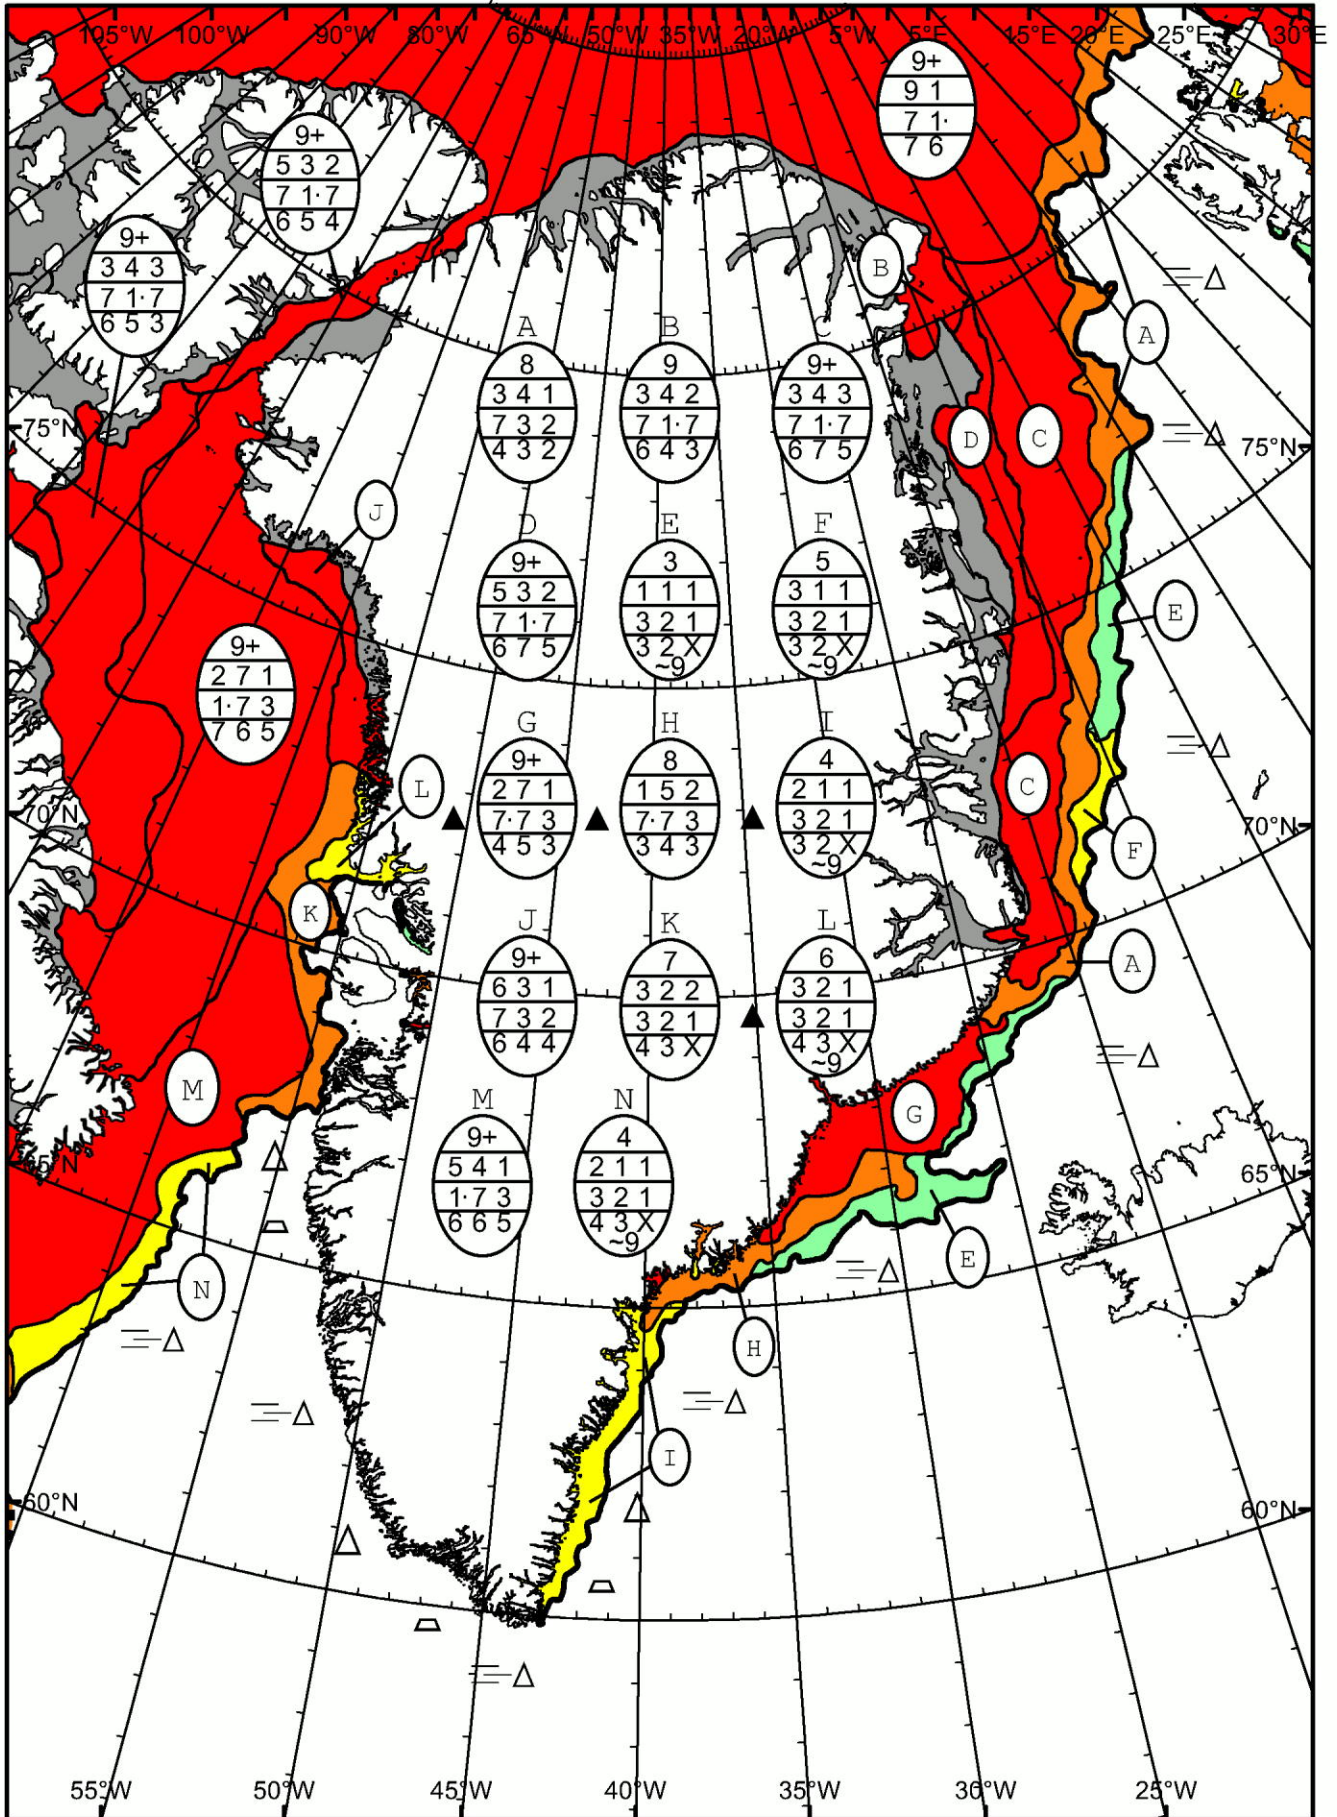 105°W 100°W 90°W 80°W 65°W 50°W 35°W 20°W 5°W 5°E 15°E 20°E 25°E 30°E
9+
9 1
7 1·
7 6
9+
5 3 2
7 1·7
6 5 4
9+
3 4 3
7 1·7
6 5 3
B
A
A B C
8 9 9+
3 4 1 3 4 2 3 4 3
7 3 2 7 1·7 7 1·7
4 3 2 6 4 3 6 7 5
75°N D C 75°N
J
D E F
9+ 3 5
5 3 2 1 1 1 3 1 1
7 1·7 3 2 1 3 2 1
6 7 5 3 2 X 3 2 X
~9 ~9
E
9+
2 7 1
1·7 3
7 6 5
G H I
9+ 8 4
2 7 1 1 5 2 2 1 1
7·7 3 7·7 3 3 2 1
4 5 3 3 4 3 3 2 X
~9
L C
70°N 70°N
F
K
J K L
9+ 7 6
6 3 1 3 2 2 3 2 1
7 3 2 3 2 1 3 2 1
6 4 4 4 3 X 4 3 X
~9
A
M G
M N
9+ 4
5 4 1 2 1 1
1·7 3 3 2 1
6 6 5 4 3 X
~9
65°N 65°N
E
N
H
I
60°N 60°N
55°W 50°W 45°W 40°W 35°W 30°W 25°W